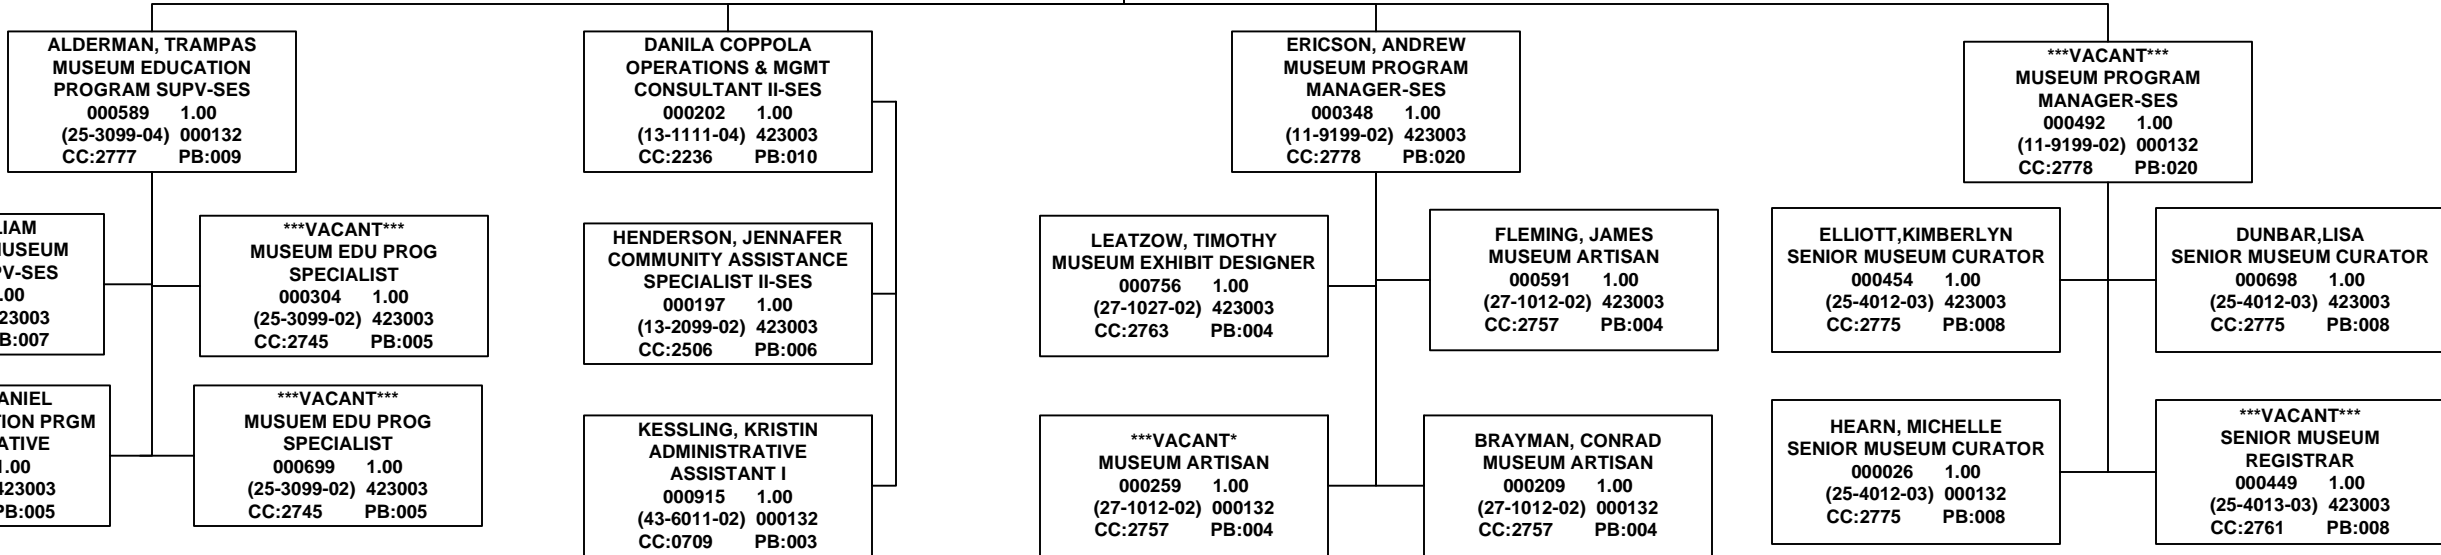 ALDERMAN, TRAMPAS
MUSEUM EDUCATION
PROGRAM SUPV-SES
000589 1.00
(25-3099-04) 000132
CC:2777 PB:009
DANILA COPPOLA
OPERATIONS & MGMT
CONSULTANT II-SES
000202 1.00
(13-1111-04) 423003
CC:2236 PB:010
ERICSON, ANDREW
MUSEUM PROGRAM
MANAGER-SES
000348 1.00
(11-9199-02) 423003
CC:2778 PB:020
***VACANT***
MUSEUM PROGRAM
MANAGER-SES
000492 1.00
(11-9199-02) 000132
CC:2778 PB:020
***VACANT***
MUSEUM EDU PROG
SPECIALIST
000304 1.00
(25-3099-02) 423003
CC:2745 PB:005
HENDERSON, JENNAFER
COMMUNITY ASSISTANCE
SPECIALIST II-SES
000197 1.00
(13-2099-02) 423003
CC:2506 PB:006
LEATZOW, TIMOTHY
MUSEUM EXHIBIT DESIGNER
000756 1.00
(27-1027-02) 423003
CC:2763 PB:004
FLEMING, JAMES
MUSEUM ARTISAN
000591 1.00
(27-1012-02) 423003
CC:2757 PB:004
ELLIOTT,KIMBERLYN
SENIOR MUSEUM CURATOR
000454 1.00
(25-4012-03) 423003
CC:2775 PB:008
DUNBAR,LISA
SENIOR MUSEUM CURATOR
000698 1.00
(25-4012-03) 423003
CC:2775 PB:008
***VACANT***
MUSUEM EDU PROG
SPECIALIST
000699 1.00
(25-3099-02) 423003
CC:2745 PB:005
KESSLING, KRISTIN
ADMINISTRATIVE
ASSISTANT I
000915 1.00
(43-6011-02) 000132
CC:0709 PB:003
***VACANT*
MUSEUM ARTISAN
000259 1.00
(27-1012-02) 000132
CC:2757 PB:004
BRAYMAN, CONRAD
MUSEUM ARTISAN
000209 1.00
(27-1012-02) 000132
CC:2757 PB:004
HEARN, MICHELLE
SENIOR MUSEUM CURATOR
000026 1.00
(25-4012-03) 000132
CC:2775 PB:008
***VACANT***
SENIOR MUSEUM
REGISTRAR
000449 1.00
(25-4013-03) 423003
CC:2761 PB:008